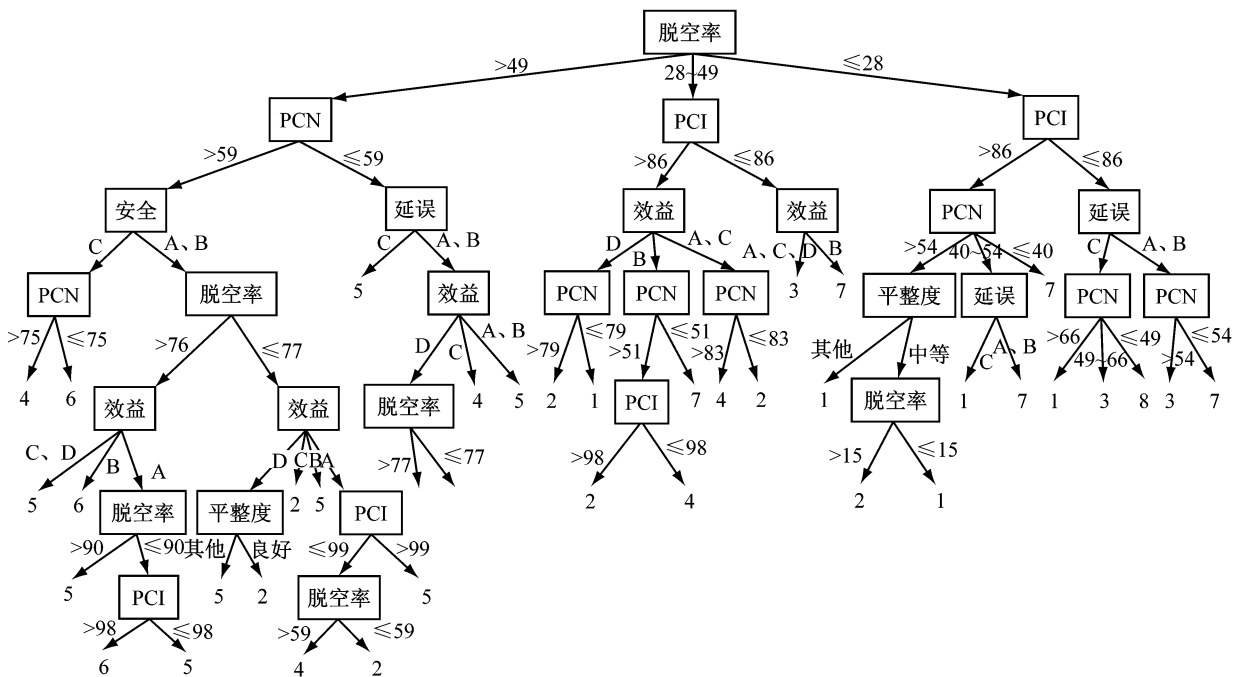 脱空率
>49 28~49 ≤28
PCN PCI PCI
>59 ≤59 >86 ≤86 >86 ≤86
安全 延误 效益 效益 PCN 延误
C A、B C A、B D B A、C A、C、D B >54 40~54 ≤40 C A、B
PCN 脱空率 5 效益 PCN PCN PCN 3 7 平整度 延误 7 PCN PCN
>75 ≤75 >76 ≤77 D C A、B >79 ≤79 >51 ≤51 >83 ≤83 其他 中等 C A、B >66 49~66 ≤49 >54 ≤54
4 6 效益 效益 脱空率 4 5 2 1 PCI 7 4 2 1 脱空率 1 7 1 3 8 3 7
C、D B A D C B A >77 ≤77 >98 ≤98 >15 ≤15
5 6 脱空率 平整度 2 5 PCI 2 4 2 1
>90 ≤90 其他 良好 ≤99 >99
5 PCI 5 2 脱空率 5
>98 ≤98 >59 ≤59
6 5 4 2